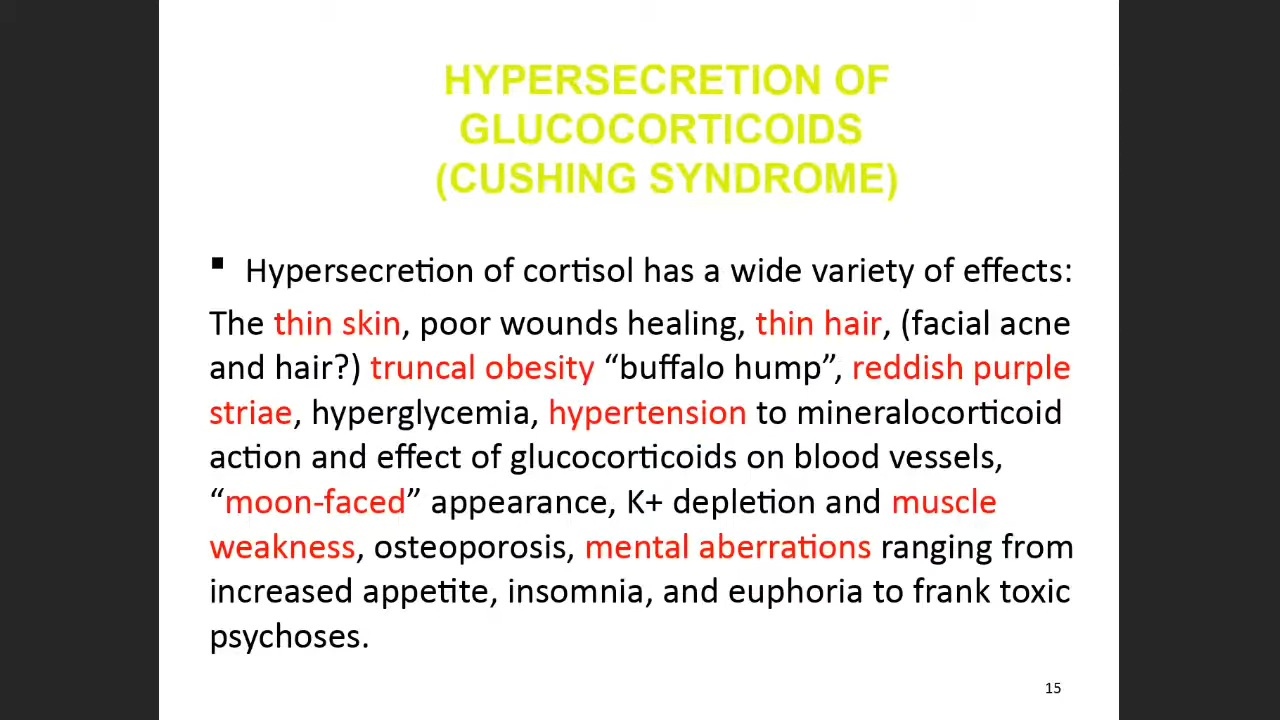 HYPERSECRETION OF
GLUCOCORTICOIDS
(CUSHING SYNDROME)
▪ Hypersecretion of cortisol has a wide variety of effects:
The thin skin, poor wounds healing, thin hair, (facial acne
and hair?) truncal obesity “buffalo hump”, reddish purple
striae, hyperglycemia, hypertension to mineralocorticoid
action and effect of glucocorticoids on blood vessels,
“moon-faced” appearance, K+ depletion and muscle
weakness, osteoporosis, mental aberrations ranging from
increased appetite, insomnia, and euphoria to frank toxic
psychoses.
15